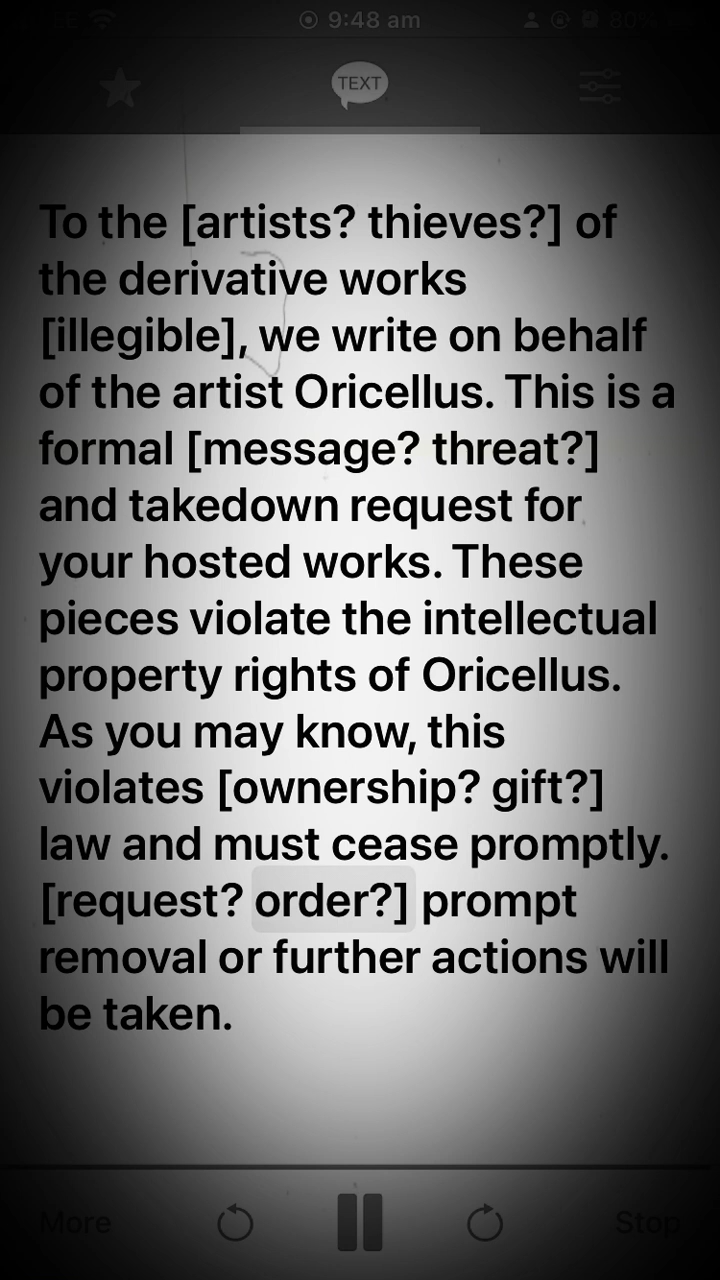 9:48 am
80%
TEXT
To the [artists? thieves?] of
the derivative works
[illegible], we write on behalf
of the artist Oricellus. This is a
formal [message? threat?]
and takedown request for
your hosted works. These
pieces violate the intellectual
property rights of Oricellus.
As you may know, this
violates [ownership? gift?]
law and must cease promptly.
[request? order?] prompt
removal or further actions will
be taken.
More
Stop